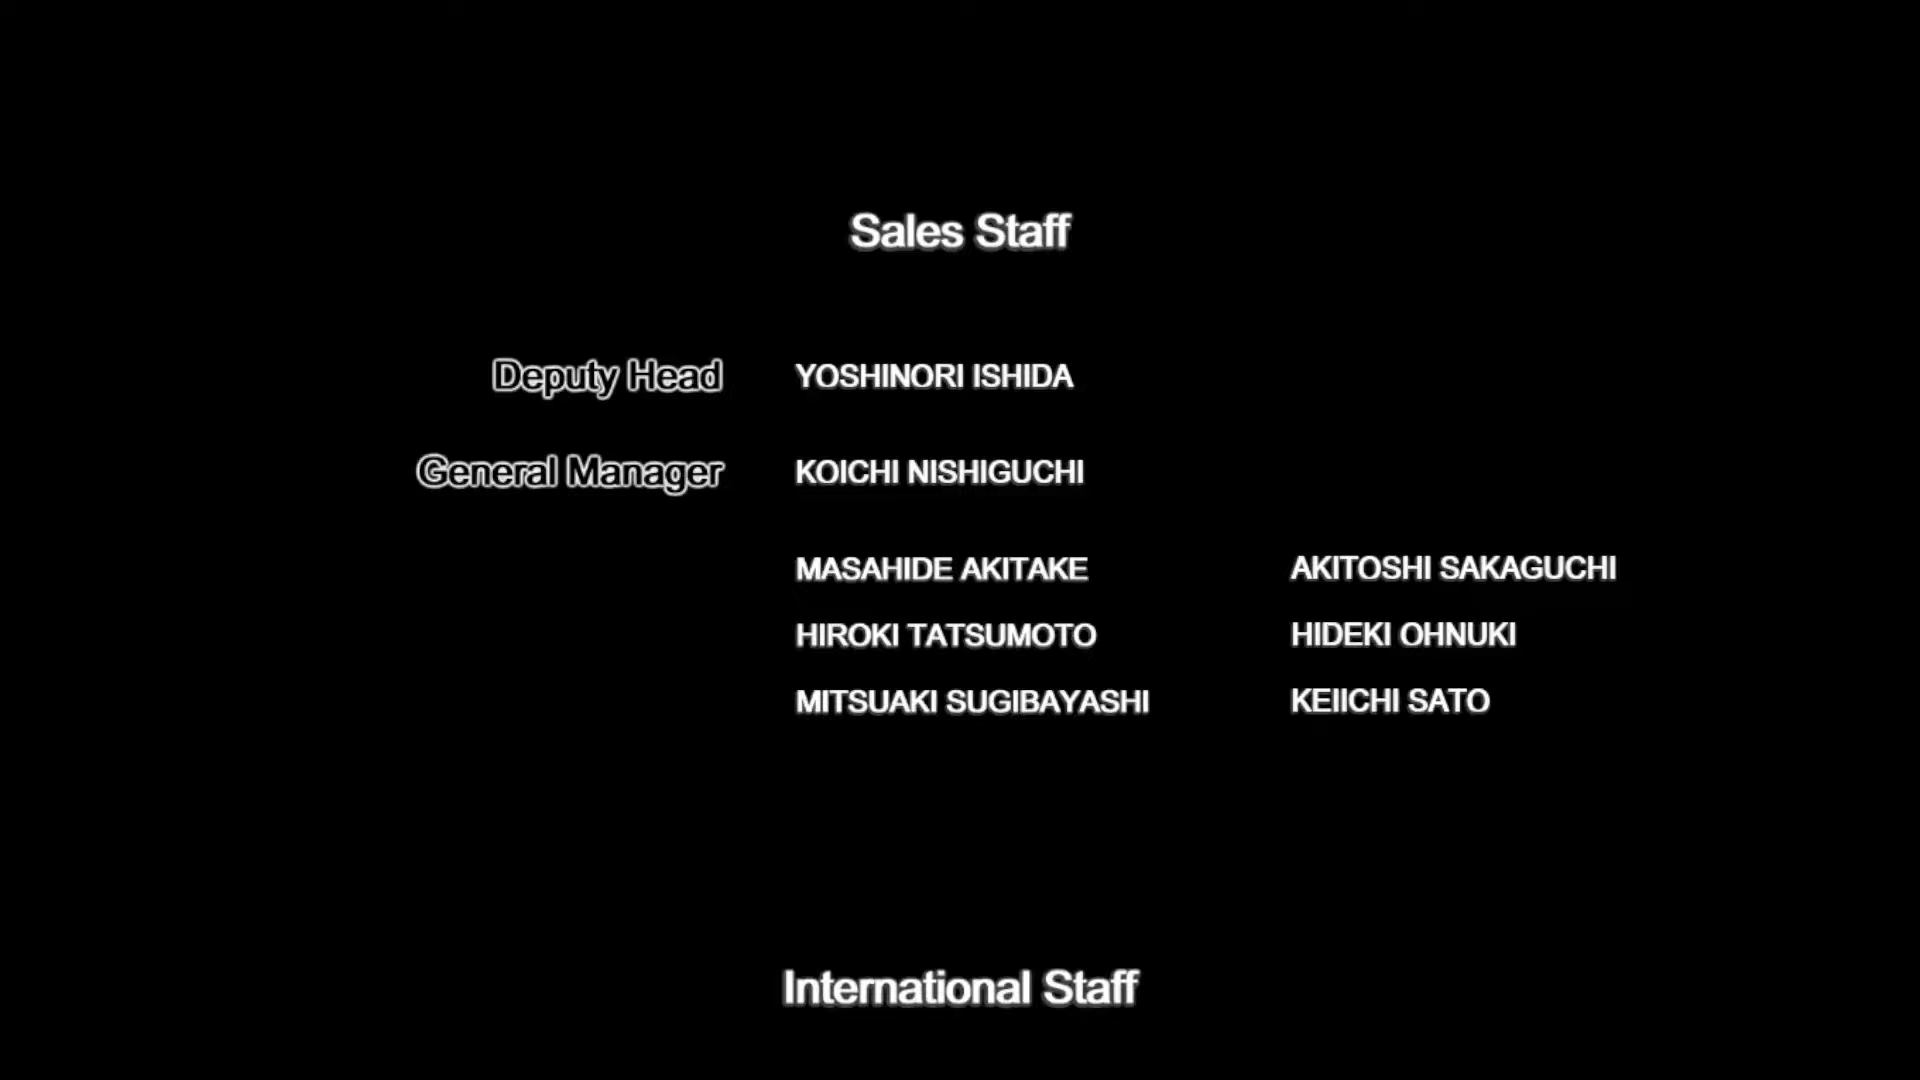 Sales Staff
Deputy Head YOSHINORI ISHIDA
General Manager KOICHI NISHIGUCHI
MASAHIDE AKITAKE AKITOSHI SAKAGUCHI
HIROKI TATSUMOTO HIDEKI OHNUKI
MITSUAKI SUGIBAYASHI KEIICHI SATO
International Staff